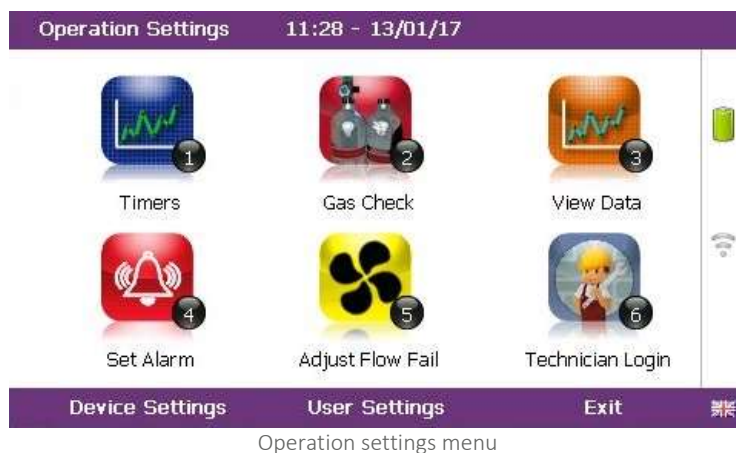 Operation Settings 11:28 - 13/01/17
1 2 3
Timers Gas Check View Data
4 5 6
Set Alarm Adjust Flow Fail Technician Login
Device Settings User Settings Exit
Operation settings menu